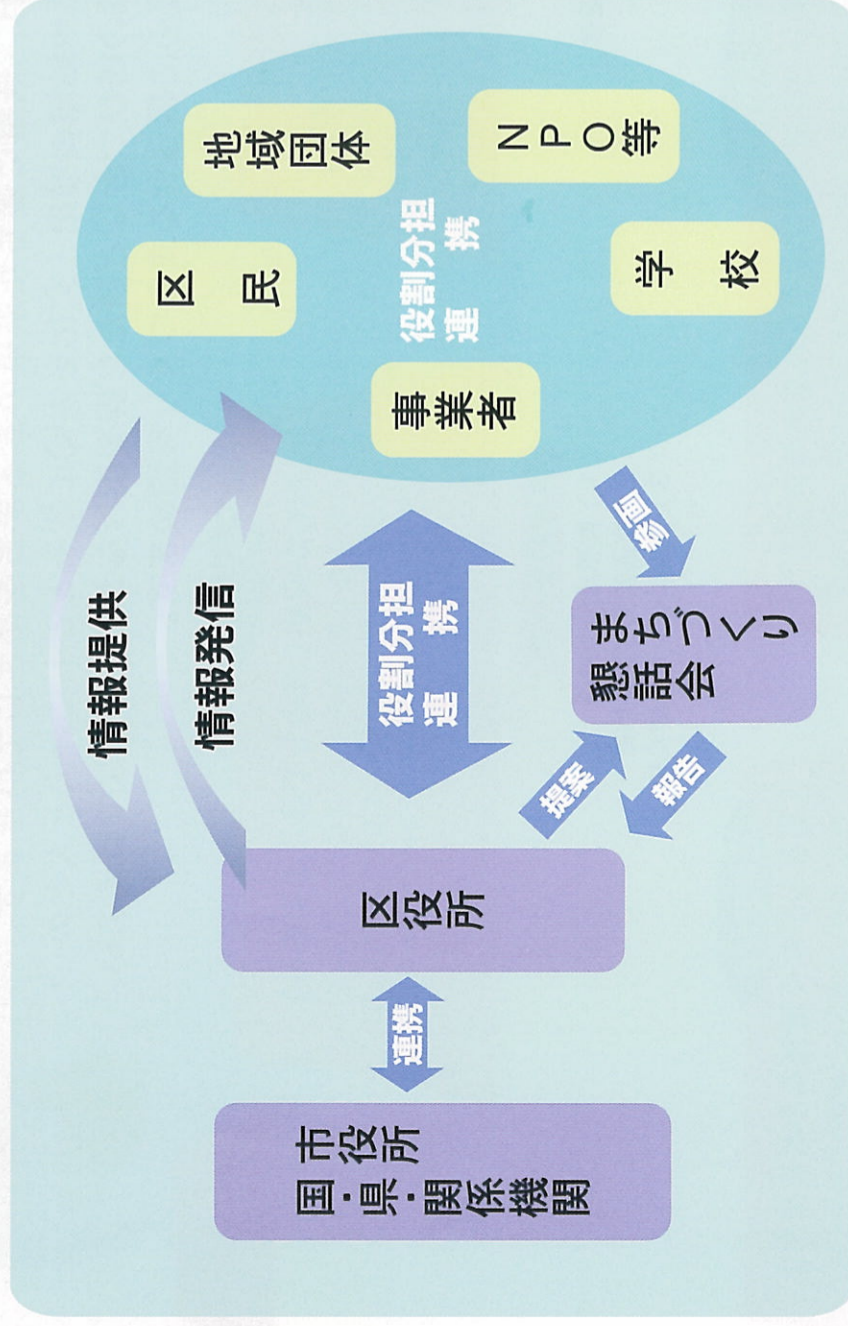 情報提供
情報発信
区民
地域団体
NPO等
学校
事業者
役割分担
連携
役割分担
連携
市役所
国・県・関係機関
連携
区役所
提案
報告
参画
まちづくり
懇話会